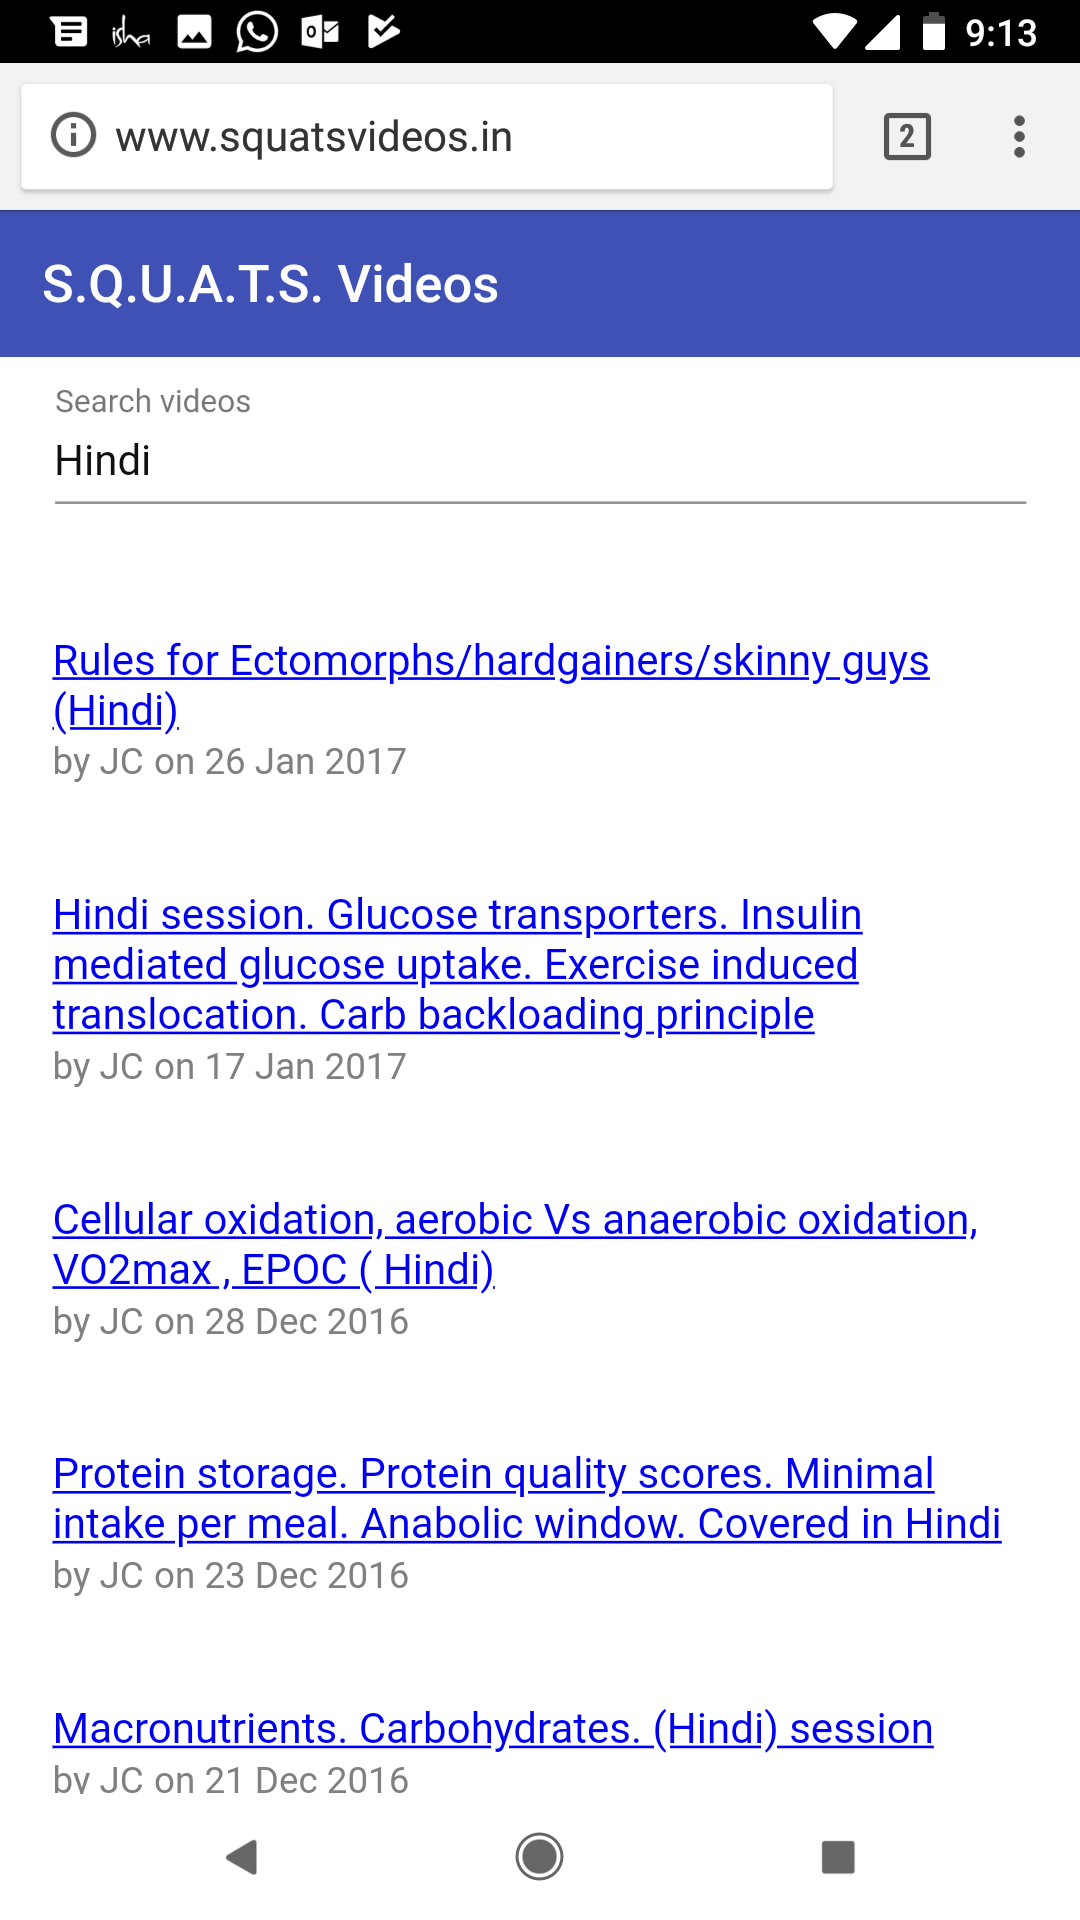 isha
9:13
www.squatsvideos.in
2
S.Q.U.A.T.S. Videos
Search videos
Hindi
Rules for Ectomorphs/hardgainers/skinny guys
(Hindi)
by JC on 26 Jan 2017
Hindi session. Glucose transporters. Insulin
mediated glucose uptake. Exercise induced
translocation. Carb backloading principle
by JC on 17 Jan 2017
Cellular oxidation, aerobic Vs anaerobic oxidation,
VO2max , EPOC ( Hindi)
by JC on 28 Dec 2016
Protein storage. Protein quality scores. Minimal
intake per meal. Anabolic window. Covered in Hindi
by JC on 23 Dec 2016
Macronutrients. Carbohydrates. (Hindi) session
by JC on 21 Dec 2016